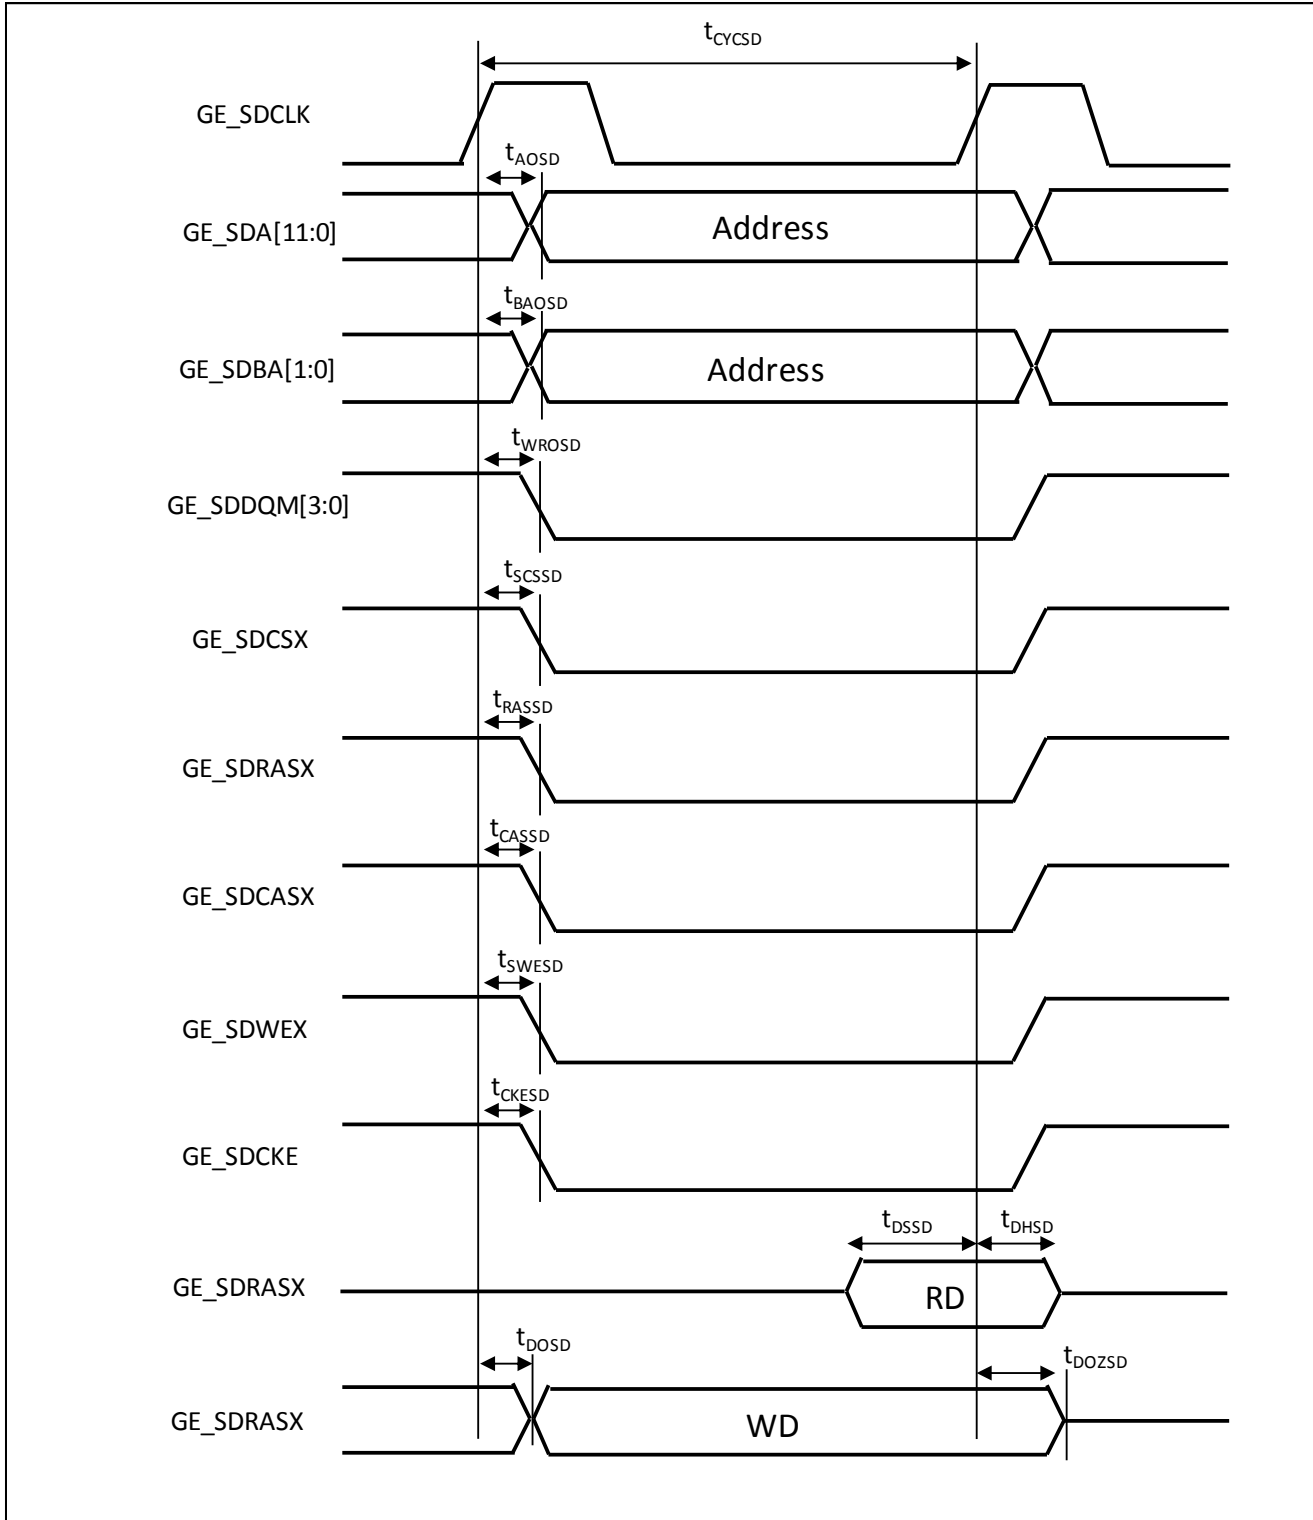 tCYCSD
GE_SDCLK
tAOSD
GE_SDA[11:0]
Address
tBAOSD
GE_SDBA[1:0]
Address
tWROSD
GE_SDDQM[3:0]
tSCSSD
GE_SDCSX
tRASSD
GE_SDRASX
tCASSD
GE_SDCASX
tSWESD
GE_SDWEX
tCKESD
GE_SDCKE
tDSSD tDHSD
GE_SDRASX
RD
tDOSD tDOZSD
GE_SDRASX
WD